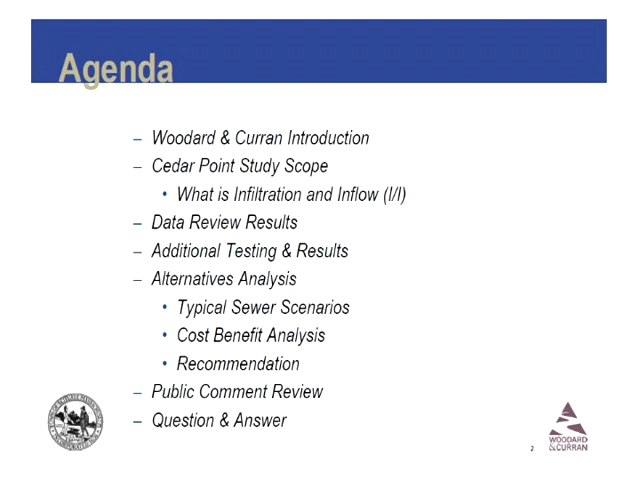 Agenda
– Woodard & Curran Introduction
– Cedar Point Study Scope
• What is Infiltration and Inflow (I/I)
– Data Review Results
– Additional Testing & Results
– Alternatives Analysis
• Typical Sewer Scenarios
• Cost Benefit Analysis
• Recommendation
– Public Comment Review
– Question & Answer
2
WOODARD
&CURRAN